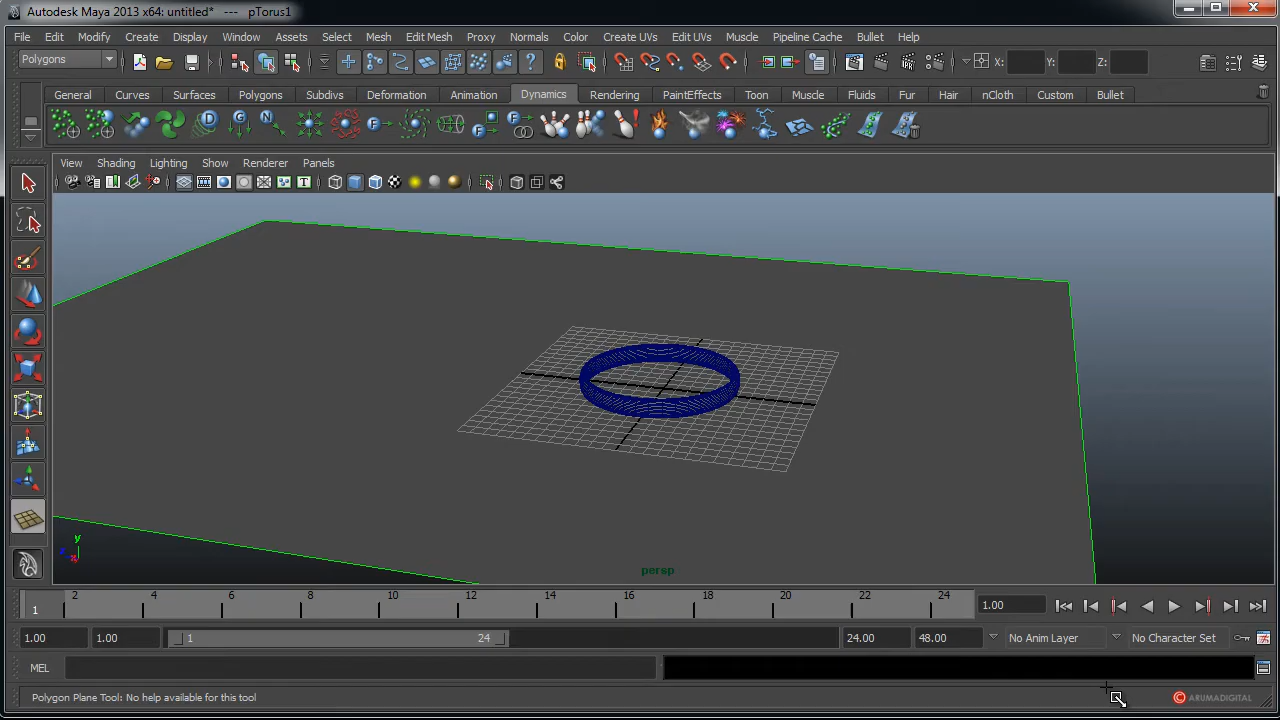 Autodesk Maya 2013 x64: untitled* --- pTorus1
File Edit Modify Create Display Window Assets Select Mesh Edit Mesh Proxy Normals Color Create UVs Edit UVs Muscle Pipeline Cache Bullet Help
Polygons X: Y: Z:
General Curves Surfaces Polygons Subdivs Deformation Animation Dynamics Rendering PaintEffects Toon Muscle Fluids Fur Hair nCloth Custom Bullet
View Shading Lighting Show Renderer Panels
y
z x
persp
1 2 4 6 8 10 12 14 16 18 20 22 24 1.00
1.00 1.00 1 24 24.00 48.00 No Anim Layer No Character Set
MEL
Polygon Plane Tool: No help available for this tool
© ARUMADIGITAL